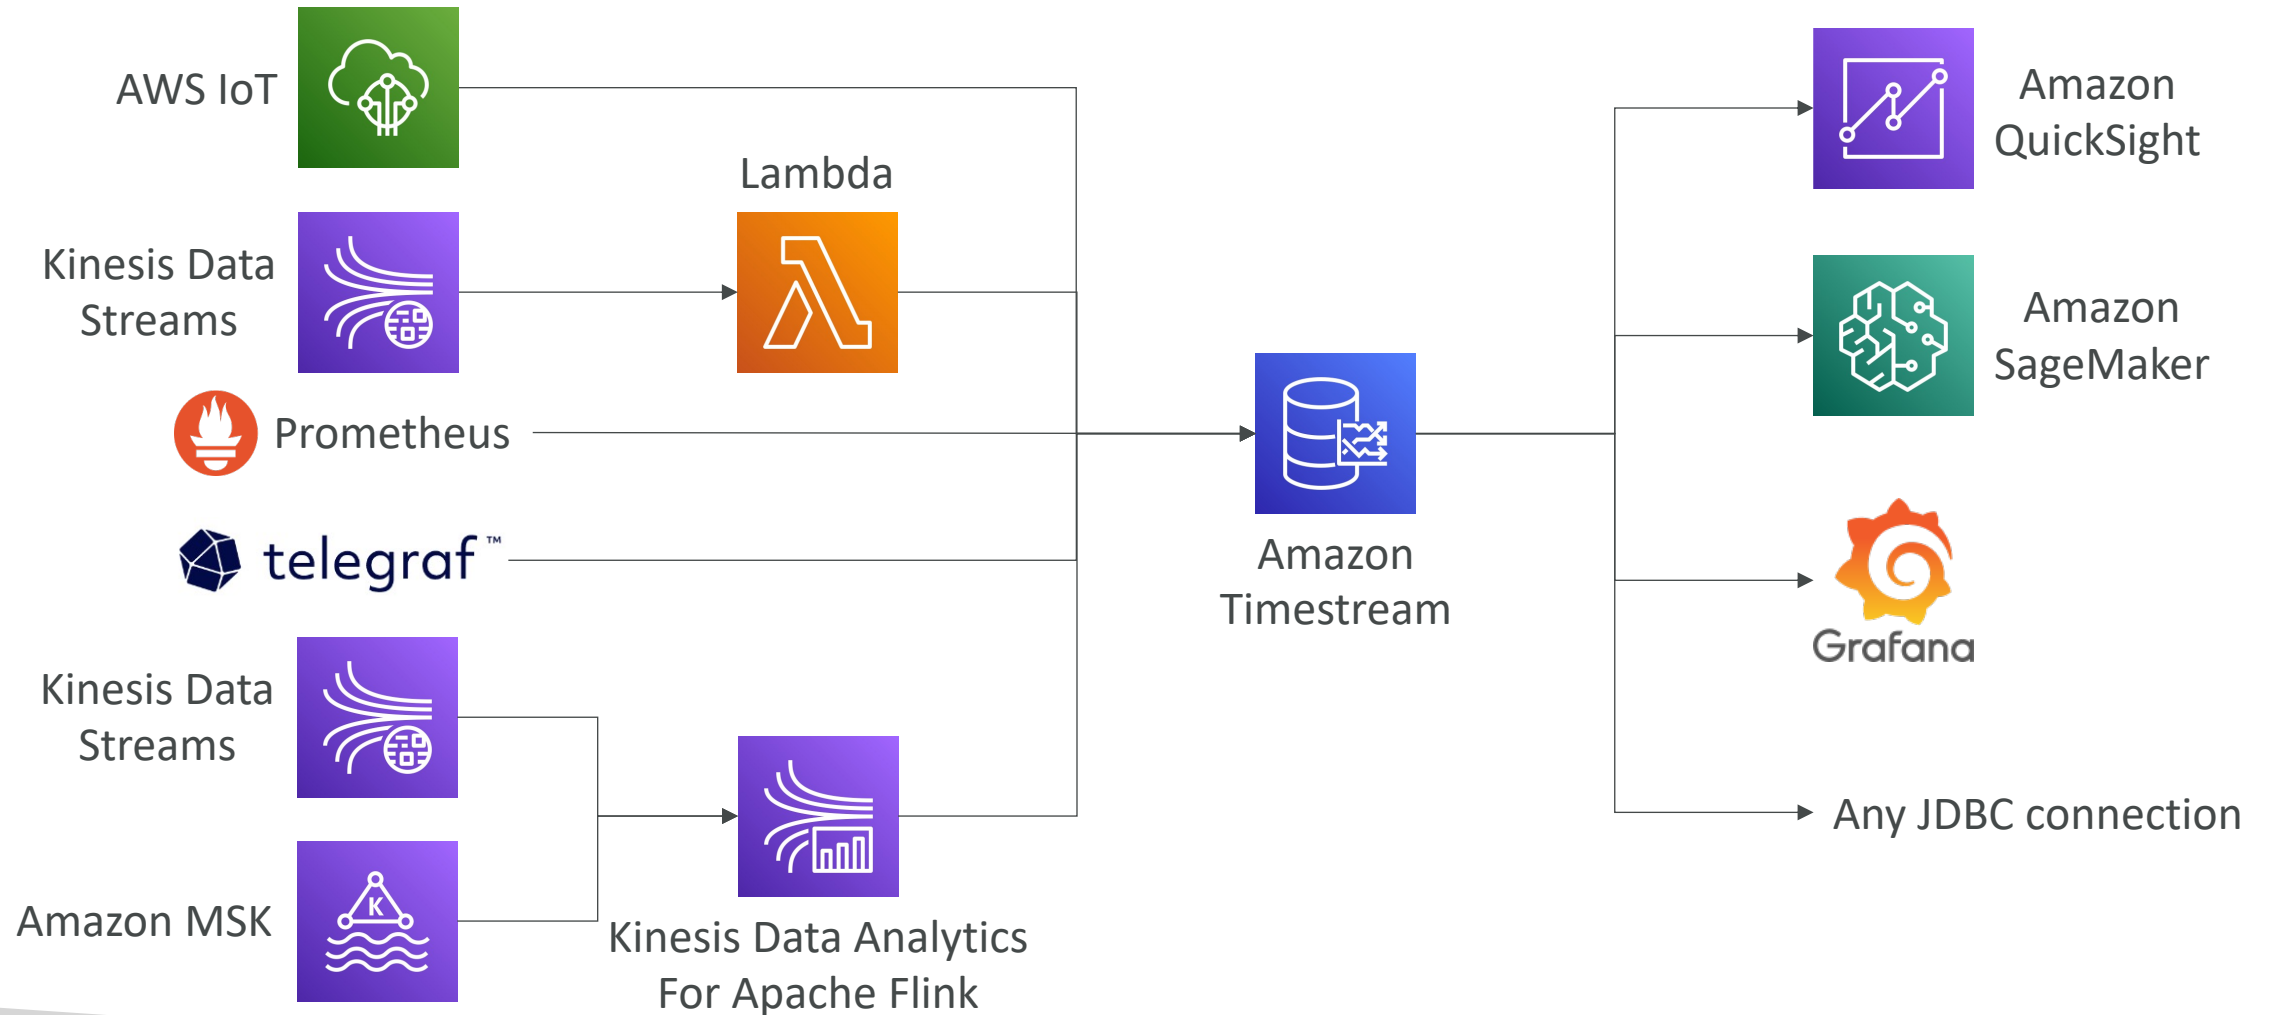 AWS IoT
Lambda
Kinesis Data
Streams
Prometheus
telegraf™
Kinesis Data
Streams
Amazon MSK
K
Kinesis Data Analytics
For Apache Flink
Amazon
Timestream
Amazon
QuickSight
Amazon
SageMaker
Grafana
Any JDBC connection